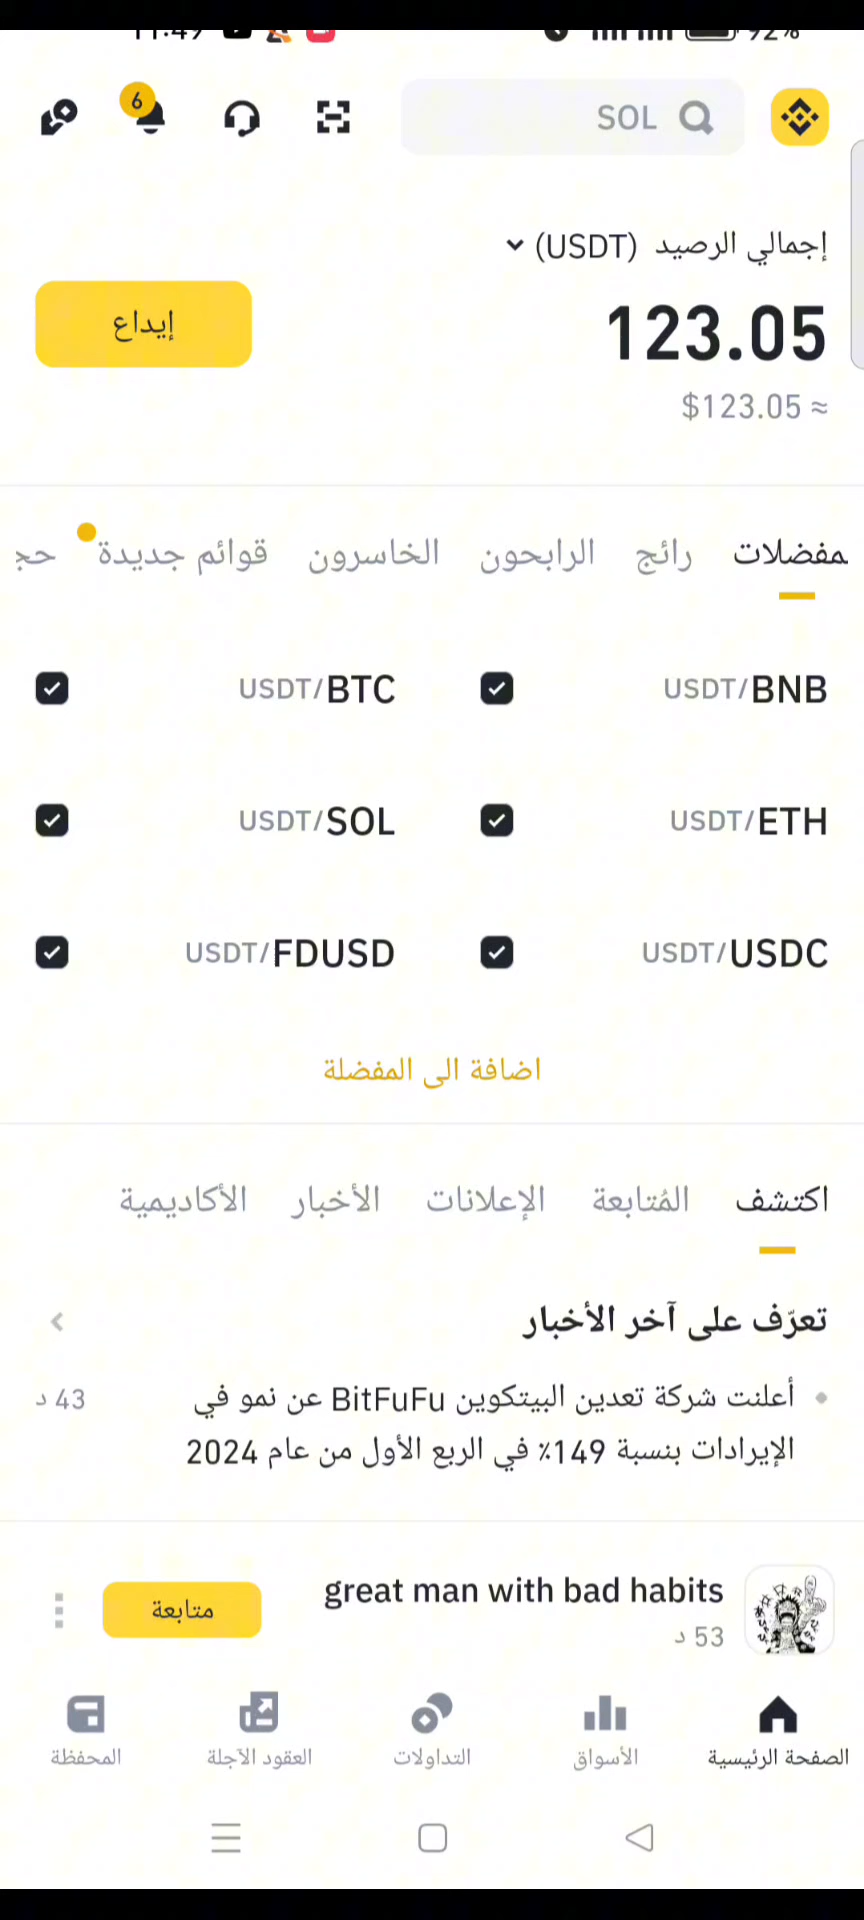 92%
6
SOL
إجمالي الرصيد (USDT)
123.05
إيداع
≈ $123.05
مفضلات رائج الرابحون الخاسرون قوائم جديدة
BNB/USDT BTC/USDT
ETH/USDT SOL/USDT
USDC/USDT FDUSD/USDT
اضافة الى المفضلة
اكتشف المُتابعة الإعلانات الأخبار الأكاديمية
تعرّف على آخر الأخبار
أعلنت شركة تعدين البيتكوين BitFuFu عن نمو في 43 د
الإيرادات بنسبة 149٪ في الربع الأول من عام 2024
great man with bad habits
متابعة
53 د
الصفحة الرئيسية الأسواق التداولات العقود الآجلة المحفظة